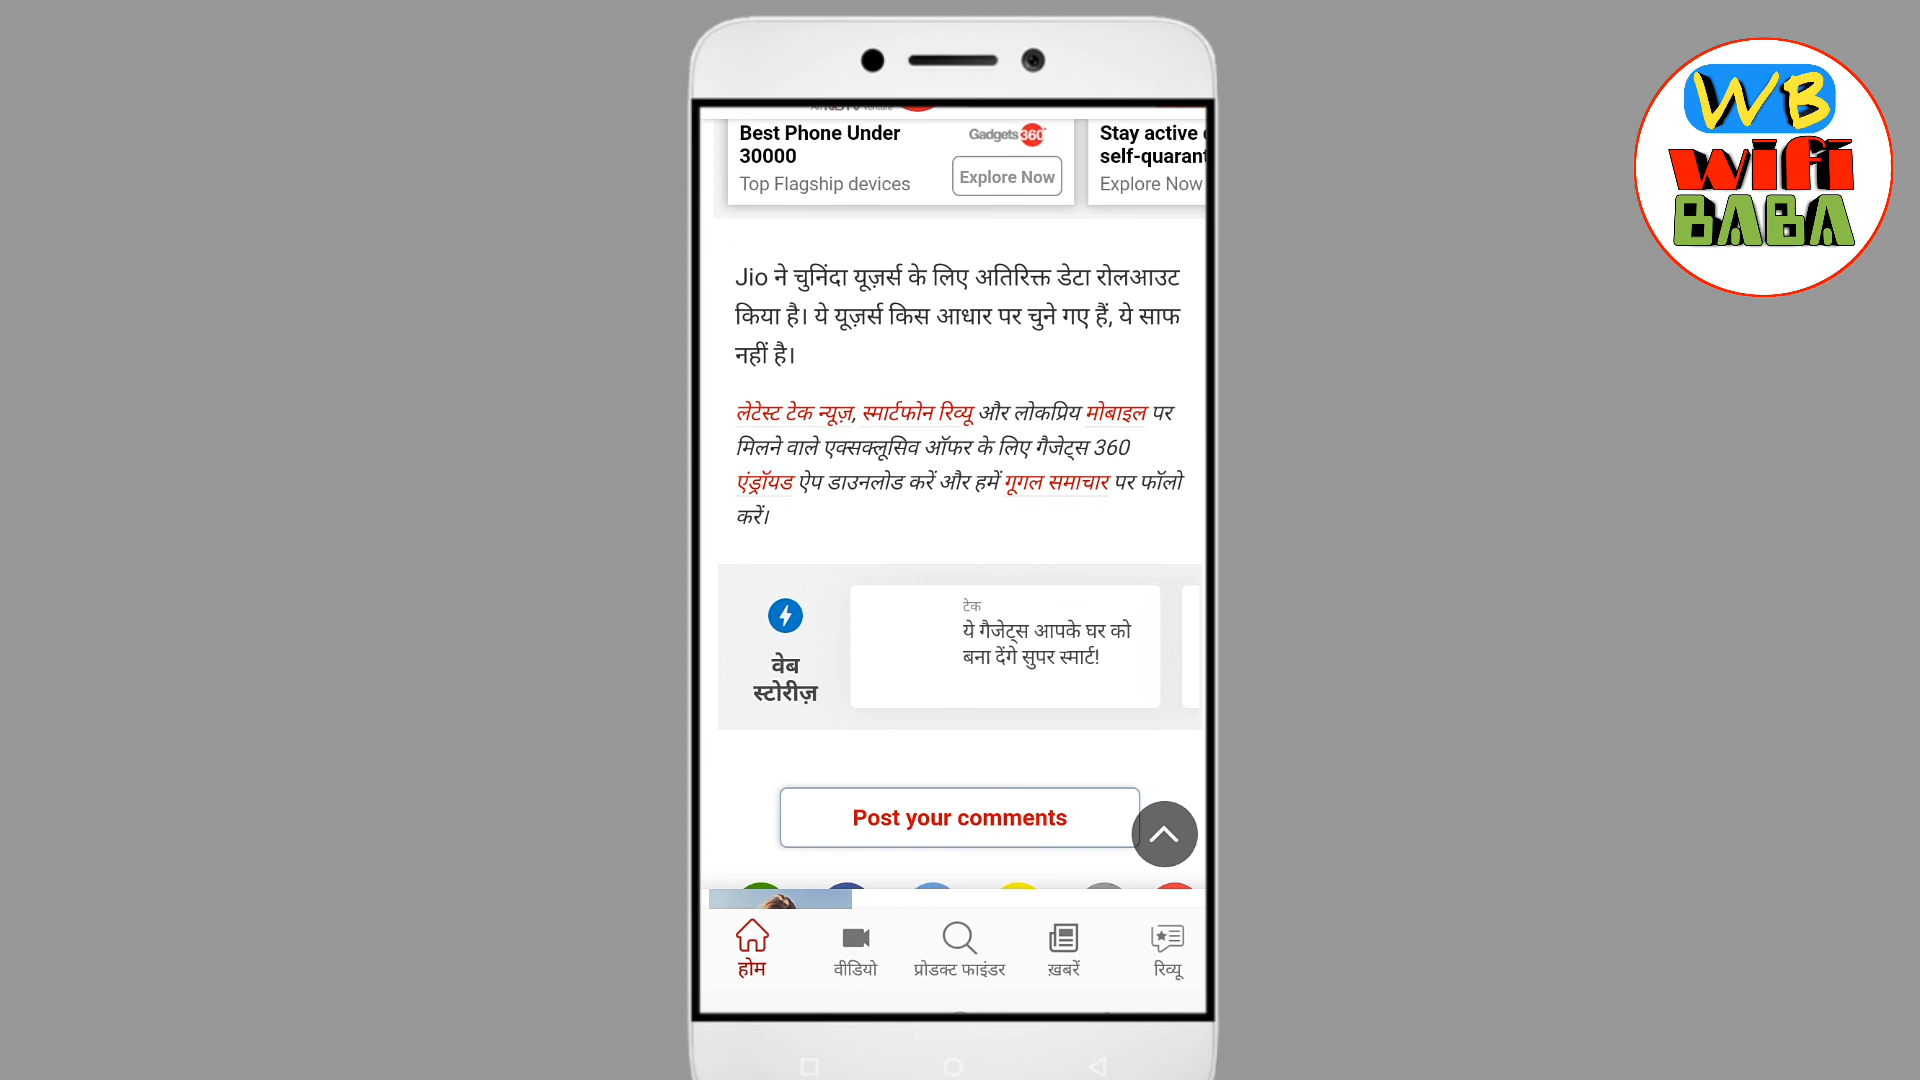 WB
wifi
BABA
Best Phone Under
30000
Top Flagship devices
Gadgets 360
Explore Now
Stay active
self-quarant
Explore Now
Jio ने चुनिंदा यूज़र्स के लिए अतिरिक्त डेटा रोलआउट
किया है। ये यूज़र्स किस आधार पर चुने गए हैं, ये साफ
नहीं है।
लेटेस्ट टेक न्यूज़, स्मार्टफोन रिव्यू और लोकप्रिय मोबाइल पर
मिलने वाले एक्सक्लूसिव ऑफर के लिए गैजेट्स 360
एंड्रॉयड ऐप डाउनलोड करें और हमें गूगल समाचार पर फॉलो
करें।
वेब
स्टोरीज़
टेक
ये गैजेट्स आपके घर को
बना देंगे सुपर स्मार्ट!
Post your comments
होम
वीडियो
प्रोडक्ट फाइंडर
ख़बरें
रिव्यू